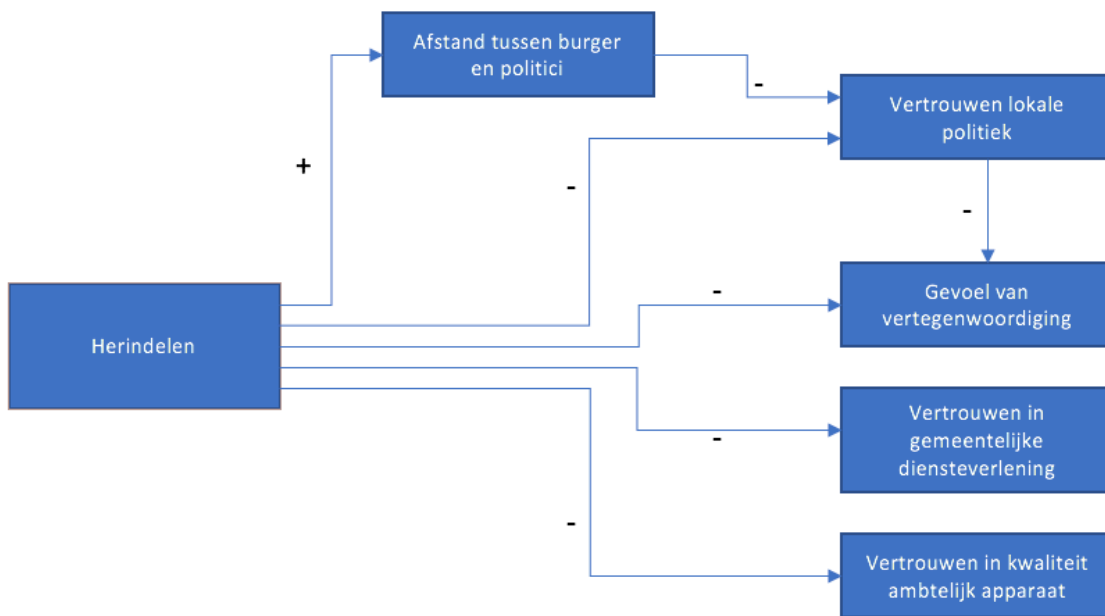 Afstand tussen burger
en politici
-
Vertrouwen lokale
politiek
+
-
-
Herindelen
-
Gevoel van
vertegenwoordiging
-
Vertrouwen in
gemeentelijke
diensteverlening
-
Vertrouwen in kwaliteit
ambtelijk apparaat